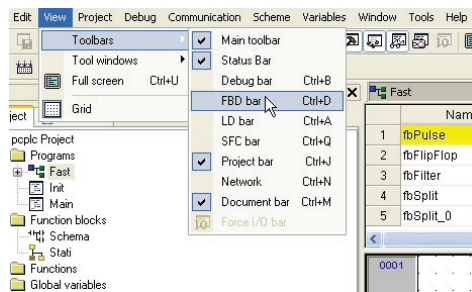 Edit View Project Debug Communication Scheme Variables Window Tools Help
Toolbars
Tool windows
Full screen Ctrl+U
Grid
Main toolbar
Status Bar
Debug bar Ctrl+B
FBD bar Ctrl+D
LD bar Ctrl+A
SFC bar Ctrl+Q
Project bar Ctrl+J
Network Ctrl+N
Document bar Ctrl+M
Force I/O bar
ject
pcplc Project
Programs
Fast
Init
Main
Function blocks
Schema
Stati
Functions
Global variables
Fast
Nam
1 fbPulse
2 fbFlipFlop
3 fbFilter
4 fbSplit
5 fbSplit_0
0001